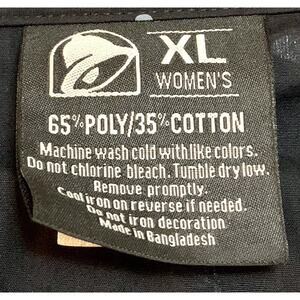 XL
WOMEN'S
65% POLY/35% COTTON
Machine wash cold with like colors.
Do not chlorine bleach. Tumble dry low.
Remove promptly.
Cool iron on reverse if needed.
Do not iron decoration
Made in Bangladesh